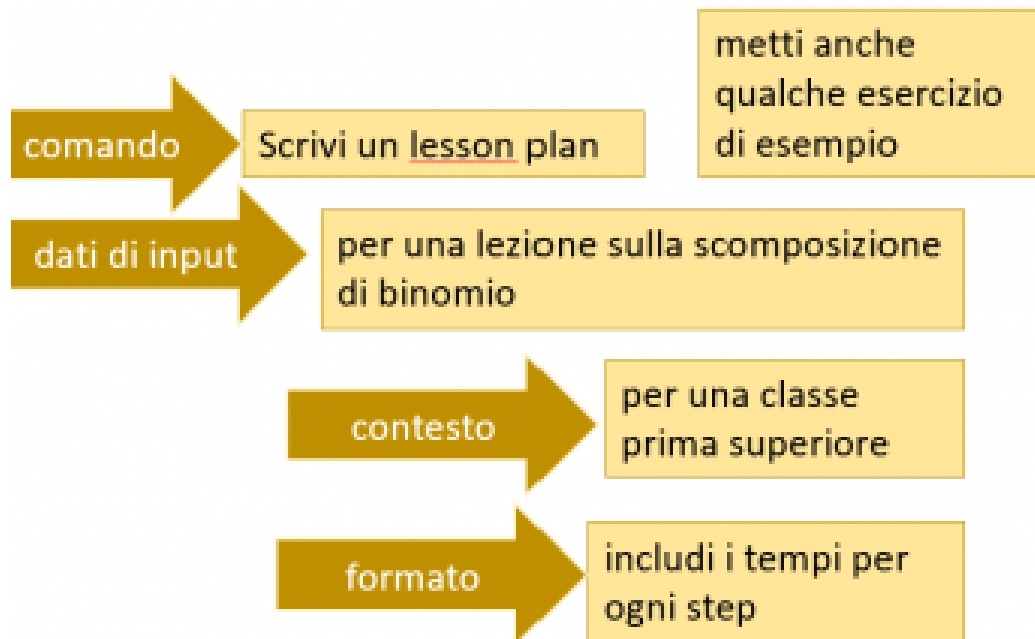 metti anche
qualche esercizio
di esempio
comando
Scrivi un lesson plan
dati di input
per una lezione sulla scomposizione
di binomio
contesto
per una classe
prima superiore
formato
includi i tempi per
ogni step